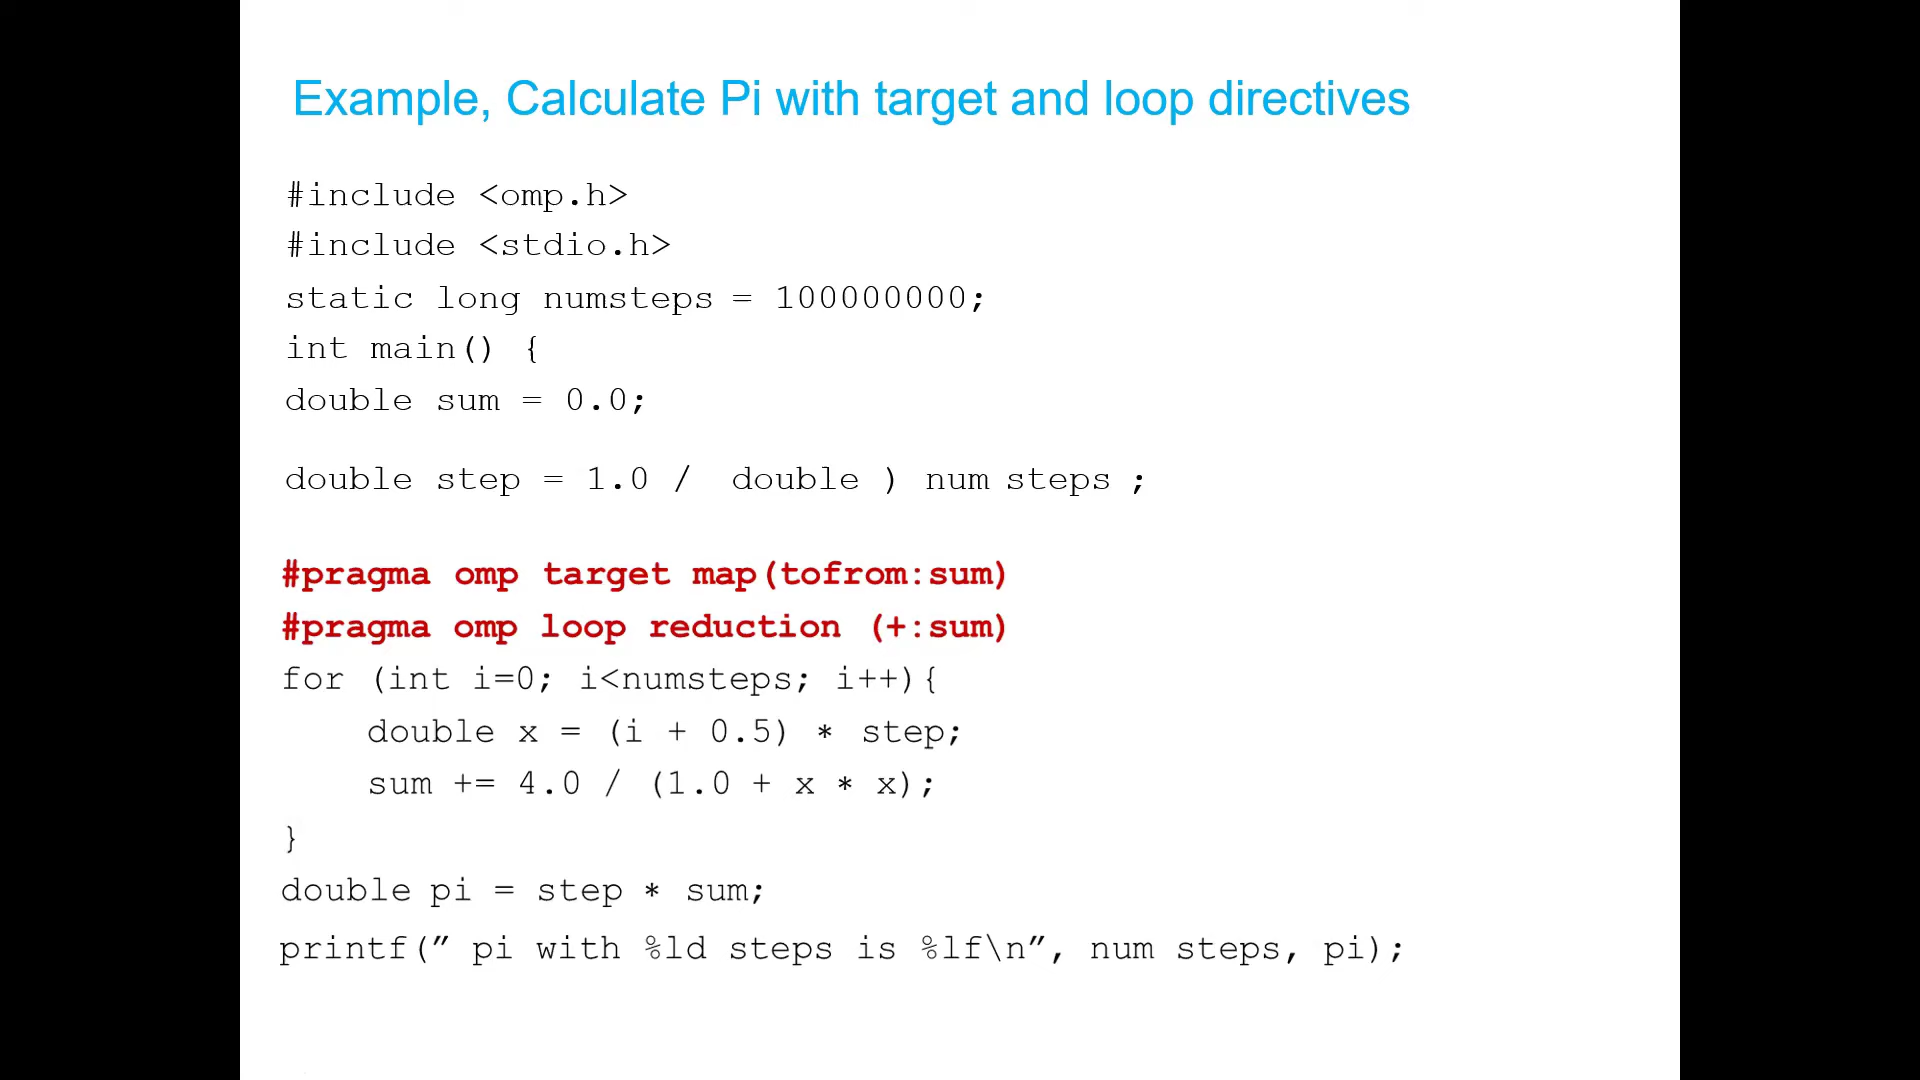 Example, Calculate Pi with target and loop directives
#include <omp.h>
#include <stdio.h>
static long numsteps = 100000000;
int main() {
double sum = 0.0;
double step = 1.0 / double ) num steps ;
#pragma omp target map(tofrom:sum)
#pragma omp loop reduction (+:sum)
for (int i=0; i<numsteps; i++){
    double x = (i + 0.5) * step;
    sum += 4.0 / (1.0 + x * x);
}
double pi = step * sum;
printf(” pi with %ld steps is %lf\n”, num steps, pi);